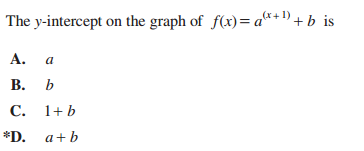 The y-intercept on the graph of f(x) = a^(x + 1) + b is
A. a
B. b
C. 1 + b
*D. a + b